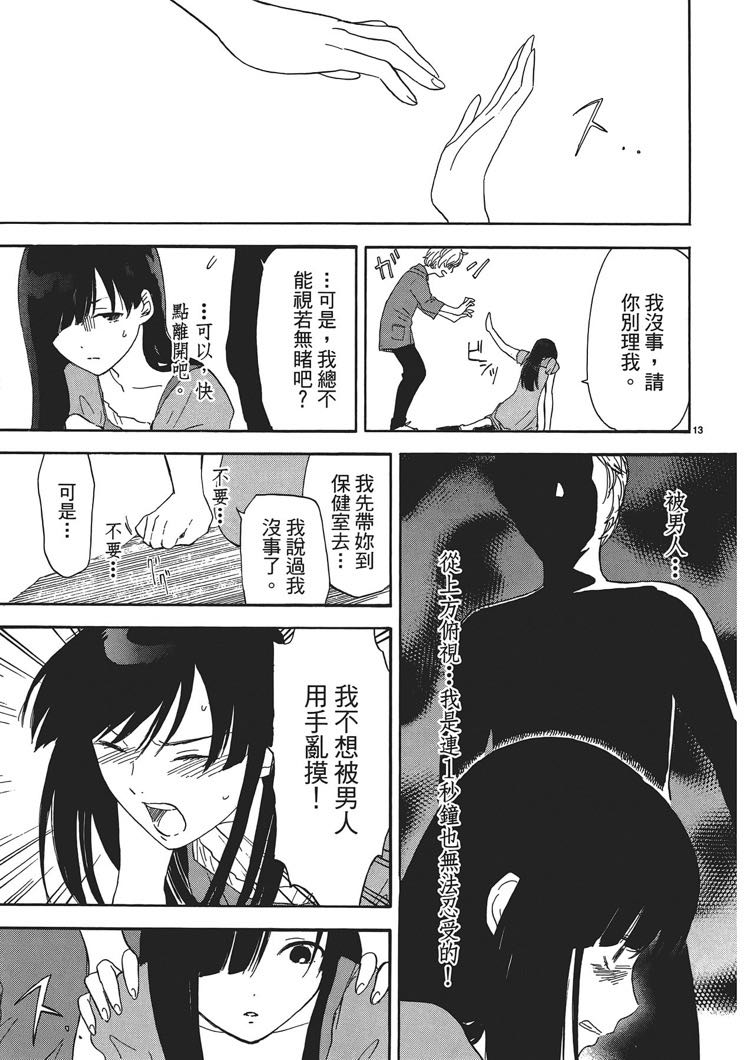 ス..
我沒事，請
你別理我。
ビシ
…可是，我總不
能視若無睹吧？
…可以，快
點離開吧。
13
被男人…
從上方俯視…我是連1秒鐘也無法忍受的！
我先帶妳到
保健室去…
我說過我
沒事了。
不要…
不要…
可是…
我不想被男人
用手亂摸！